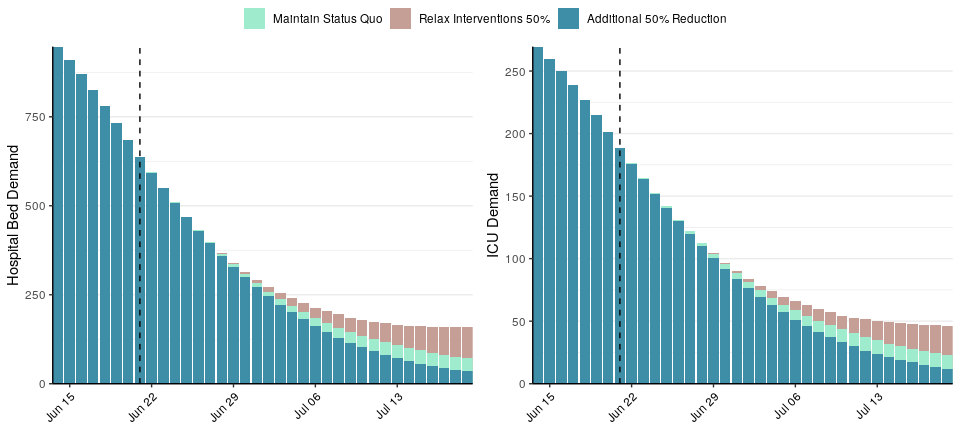 Maintain Status Quo Relax Interventions 50% Additional 50% Reduction
Hospital Bed Demand
750
500
250
0
Jun 15 Jun 22 Jun 29 Jul 06 Jul 13
ICU Demand
250
200
150
100
50
0
Jun 15 Jun 22 Jun 29 Jul 06 Jul 13